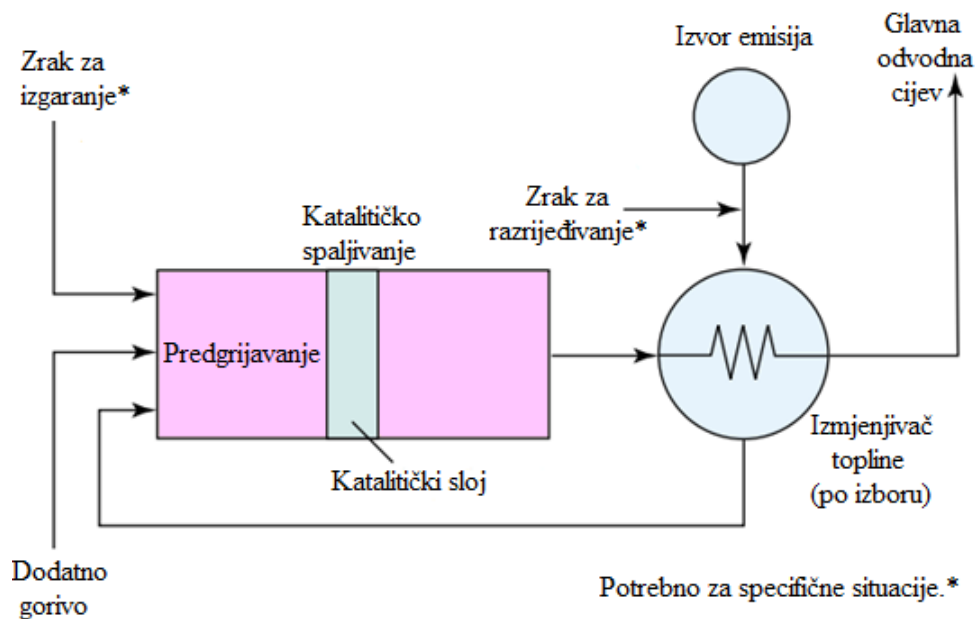 Zrak za
izgaranje*
Izvor emisija
Glavna
odvodna
cijev
Zrak za
razrijeđivanje*
Katalitičko
spaljivanje
Predgrijavanje
Katalitički sloj
Izmjenjivač
topline
(po izboru)
Dodatno
gorivo
Potrebno za specifične situacije.*